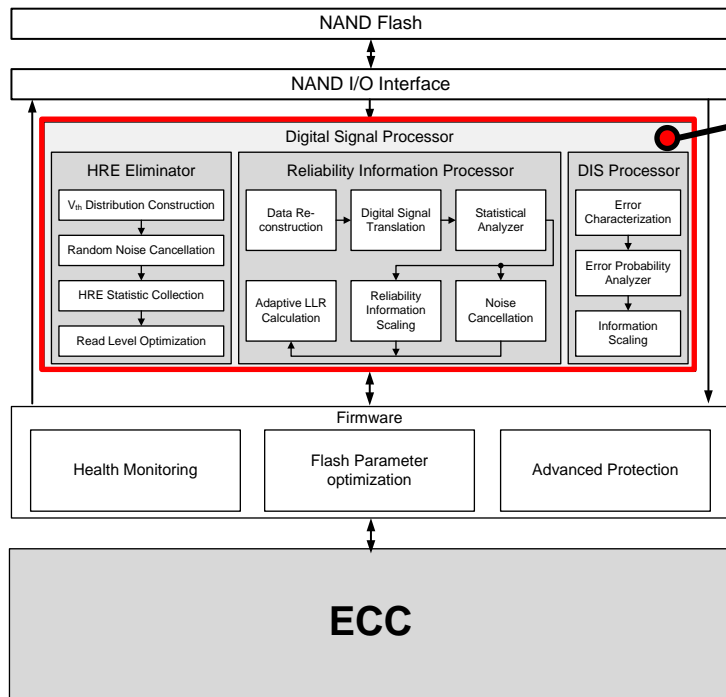 NAND Flash
NAND I/O Interface
Digital Signal Processor
HRE Eliminator
Vth Distribution Construction
Random Noise Cancellation
HRE Statistic Collection
Read Level Optimization
Reliability Information Processor
Data Re-
construction
Digital Signal
Translation
Statistical
Analyzer
Adaptive LLR
Calculation
Reliability
Information
Scaling
Noise
Cancellation
DIS Processor
Error
Characterization
Error Probability
Analyzer
Information
Scaling
Firmware
Health Monitoring
Flash Parameter
optimization
Advanced Protection
ECC